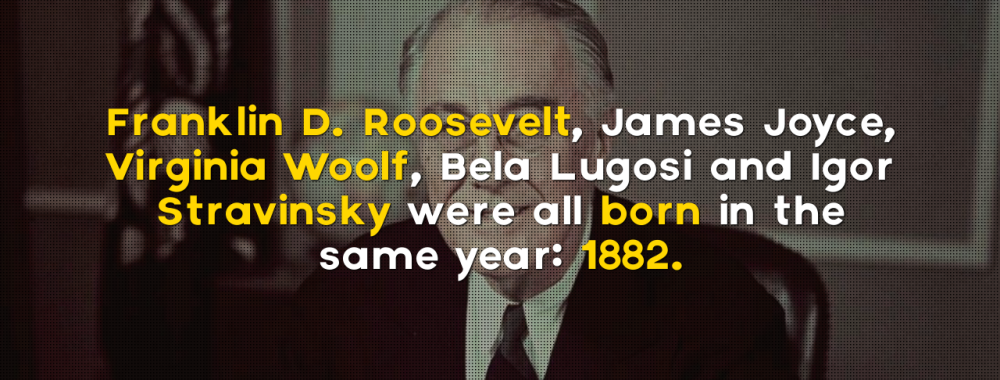 Franklin D. Roosevelt, James Joyce,
Virginia Woolf, Bela Lugosi and Igor
Stravinsky were all born in the
same year: 1882.